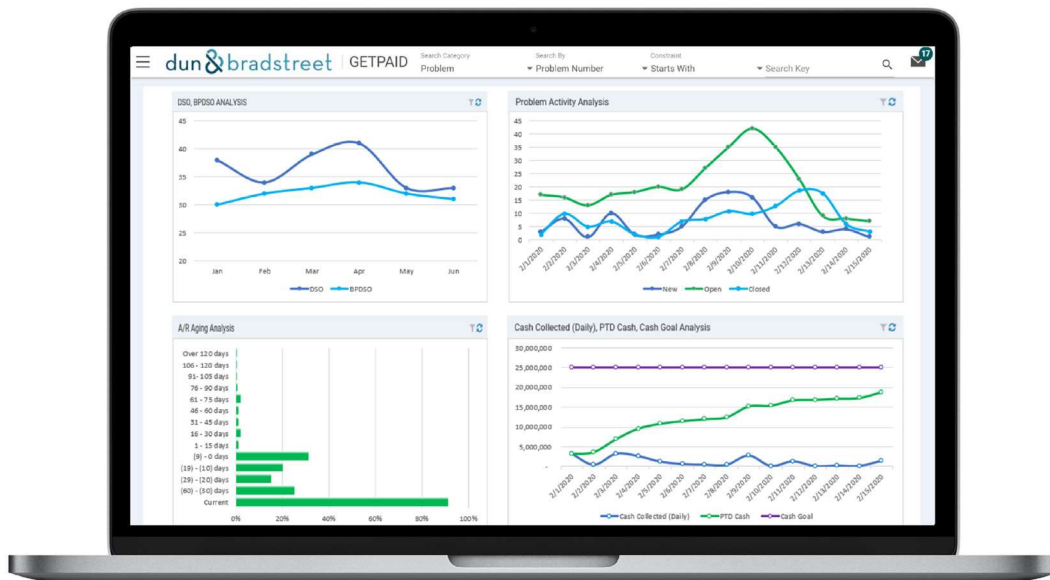 Search Category
Search By
Constraint
17
dun & bradstreet | GETPAID
Problem
Problem Number
Starts With
Search Key
DSO, BPDSO ANALYSIS
45
40
35
30
25
20
Jan Feb Mar Apr May Jun
DSO BPDSO
Problem Activity Analysis
45
40
35
30
25
20
15
10
5
0
2/1/2020 2/2/2020 2/3/2020 2/4/2020 2/5/2020 2/6/2020 2/7/2020 2/8/2020 2/9/2020 2/10/2020 2/11/2020 2/12/2020 2/13/2020 2/14/2020 2/15/2020
New Open Closed
A/R Aging Analysis
Over 120 days
106 - 120 days
91- 105 days
76 - 90 days
61 - 75 days
46 - 60 days
31 - 45 days
16 - 30 days
1 - 15 days
(9) - 0 days
(19) - (10) days
(29) - (20) days
(60) - (30) days
Current
0% 20% 40% 60% 80% 100%
Cash Collected (Daily), PTD Cash, Cash Goal Analysis
30,000,000
25,000,000
20,000,000
15,000,000
10,000,000
5,000,000
-
2/1/2020 2/2/2020 2/3/2020 2/4/2020 2/5/2020 2/6/2020 2/7/2020 2/8/2020 2/9/2020 2/10/2020 2/11/2020 2/12/2020 2/13/2020 2/14/2020 2/15/2020
Cash Collected (Daily) PTD Cash Cash Goal